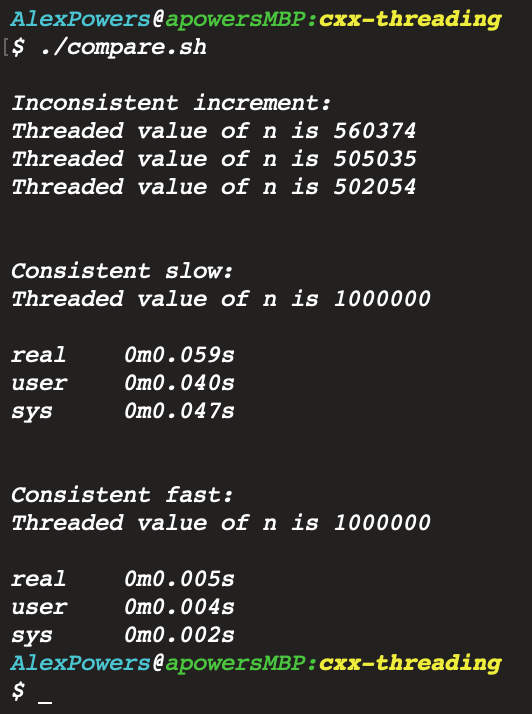 AlexPowers@apowersMBP:cxx-threading
[$ ./compare.sh
Inconsistent increment:
Threaded value of n is 560374
Threaded value of n is 505035
Threaded value of n is 502054
Consistent slow:
Threaded value of n is 1000000
real 0m0.059s
user 0m0.040s
sys 0m0.047s
Consistent fast:
Threaded value of n is 1000000
real 0m0.005s
user 0m0.004s
sys 0m0.002s
AlexPowers@apowersMBP:cxx-threading
$ _